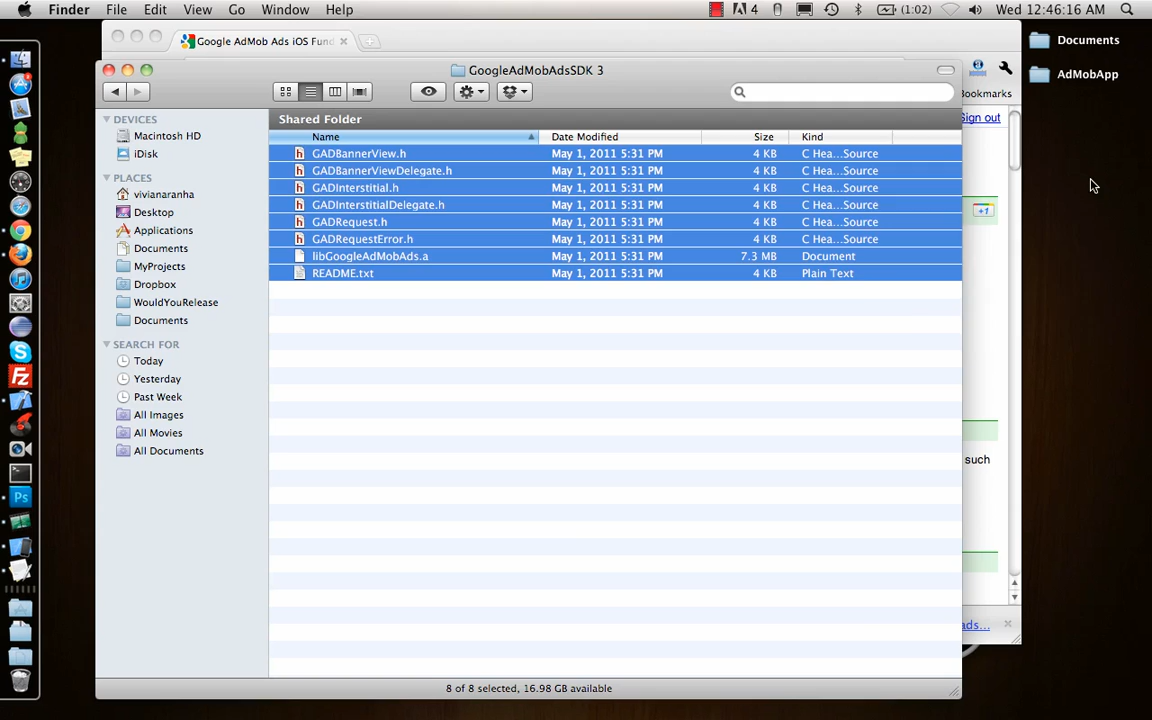 Finder File Edit View Go Window Help 4 (1:02) Wed 12:46:16 AM
Google AdMob Ads iOS Fund
Documents
AdMobApp
GoogleAdMobAdsSDK 3
Bookmarks
Sign out
+1
such
ads...
DEVICES
Macintosh HD
iDisk
PLACES
vivianaranha
Desktop
Applications
Documents
MyProjects
Dropbox
WouldYouRelease
Documents
SEARCH FOR
Today
Yesterday
Past Week
All Images
All Movies
All Documents
Shared Folder
Name Date Modified Size Kind
GADBannerView.h May 1, 2011 5:31 PM 4 KB C Hea...Source
GADBannerViewDelegate.h May 1, 2011 5:31 PM 4 KB C Hea...Source
GADInterstitial.h May 1, 2011 5:31 PM 4 KB C Hea...Source
GADInterstitialDelegate.h May 1, 2011 5:31 PM 4 KB C Hea...Source
GADRequest.h May 1, 2011 5:31 PM 4 KB C Hea...Source
GADRequestError.h May 1, 2011 5:31 PM 4 KB C Hea...Source
libGoogleAdMobAds.a May 1, 2011 5:31 PM 7.3 MB Document
README.txt May 1, 2011 5:31 PM 4 KB Plain Text
8 of 8 selected, 16.98 GB available
Fz
Ps